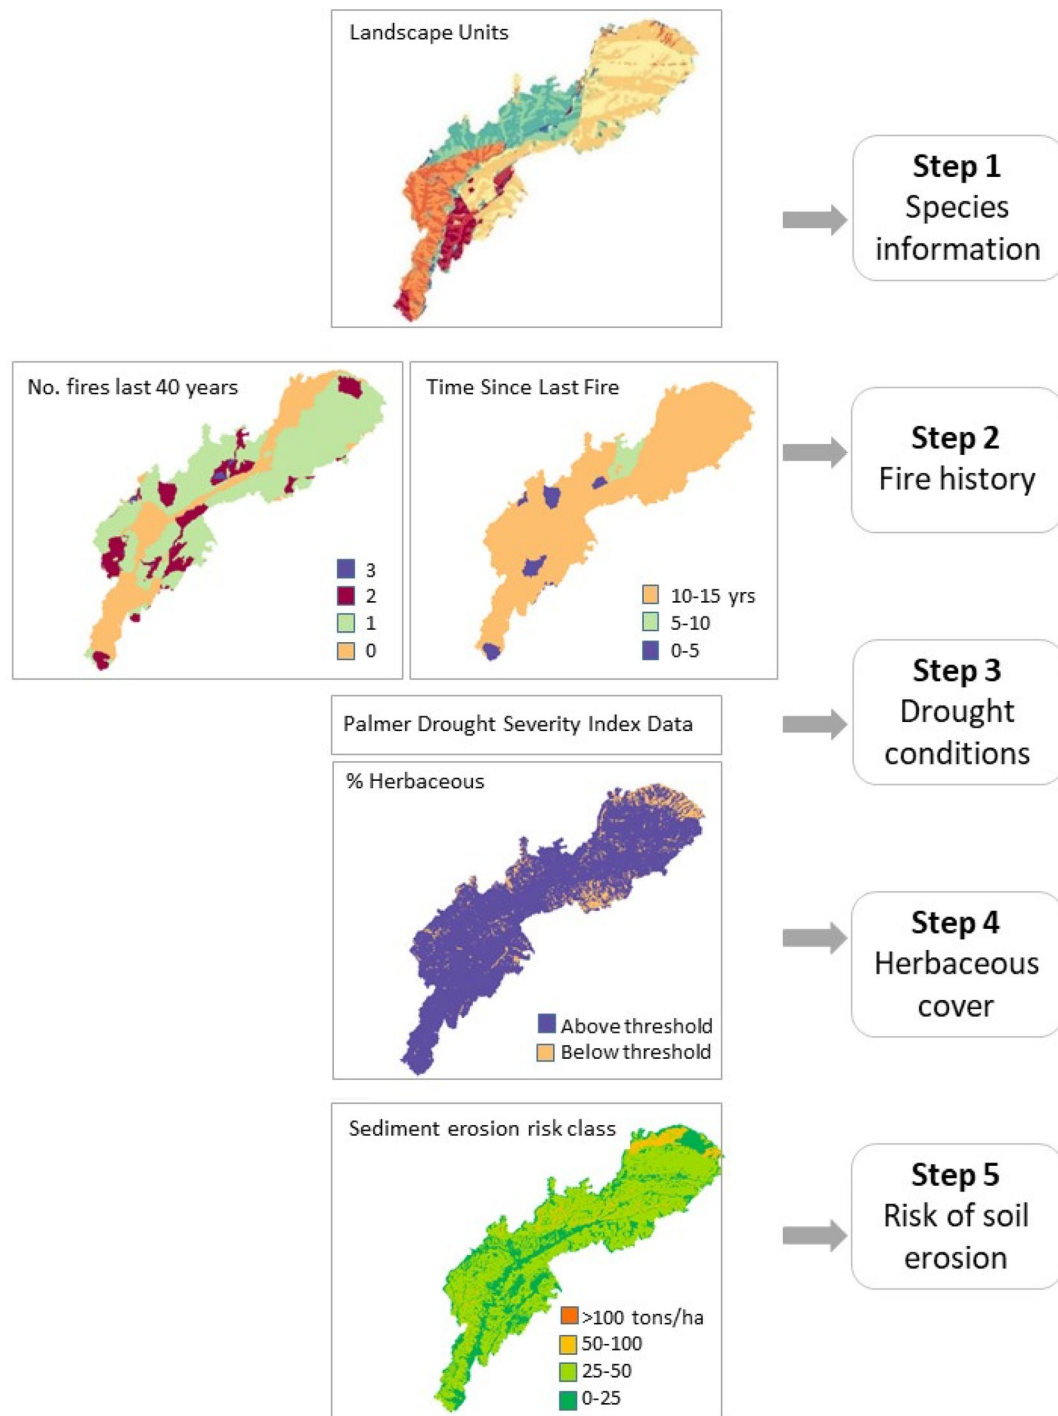 Landscape Units
Step 1
Species
information
No. fires last 40 years
3
2
1
0
Time Since Last Fire
10-15 yrs
5-10
0-5
Step 2
Fire history
Palmer Drought Severity Index Data
Step 3
Drought
conditions
% Herbaceous
Above threshold
Below threshold
Step 4
Herbaceous
cover
Sediment erosion risk class
>100 tons/ha
50-100
25-50
0-25
Step 5
Risk of soil
erosion